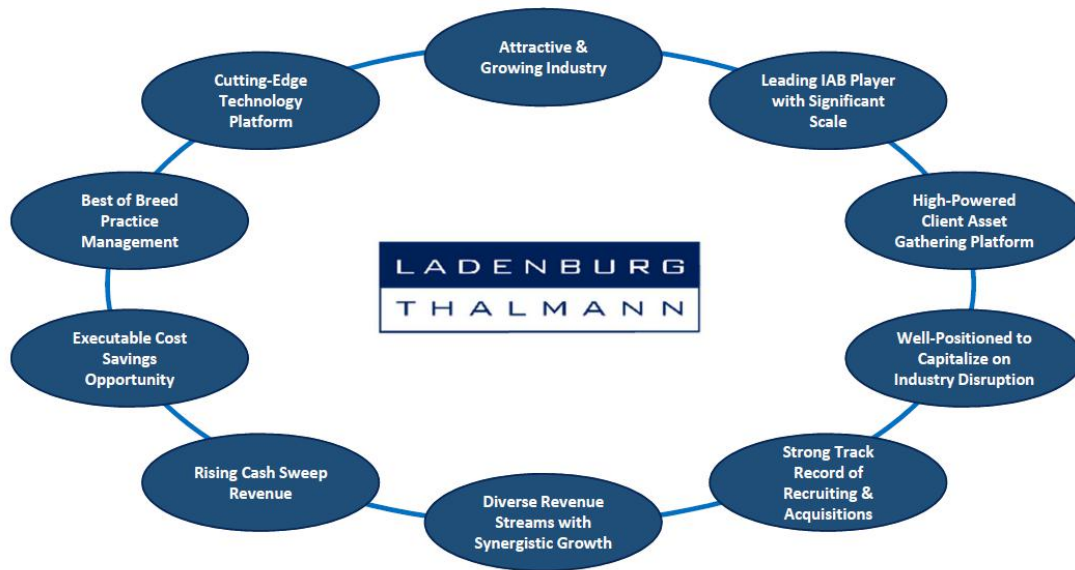 Attractive &
Growing Industry
Leading IAB Player
with Significant
Scale
High-Powered
Client Asset
Gathering Platform
Well-Positioned to
Capitalize on
Industry Disruption
Strong Track
Record of
Recruiting &
Acquisitions
Diverse Revenue
Streams with
Synergistic Growth
Rising Cash Sweep
Revenue
Executable Cost
Savings
Opportunity
Best of Breed
Practice
Management
Cutting-Edge
Technology
Platform
LADENBURG
THALMANN